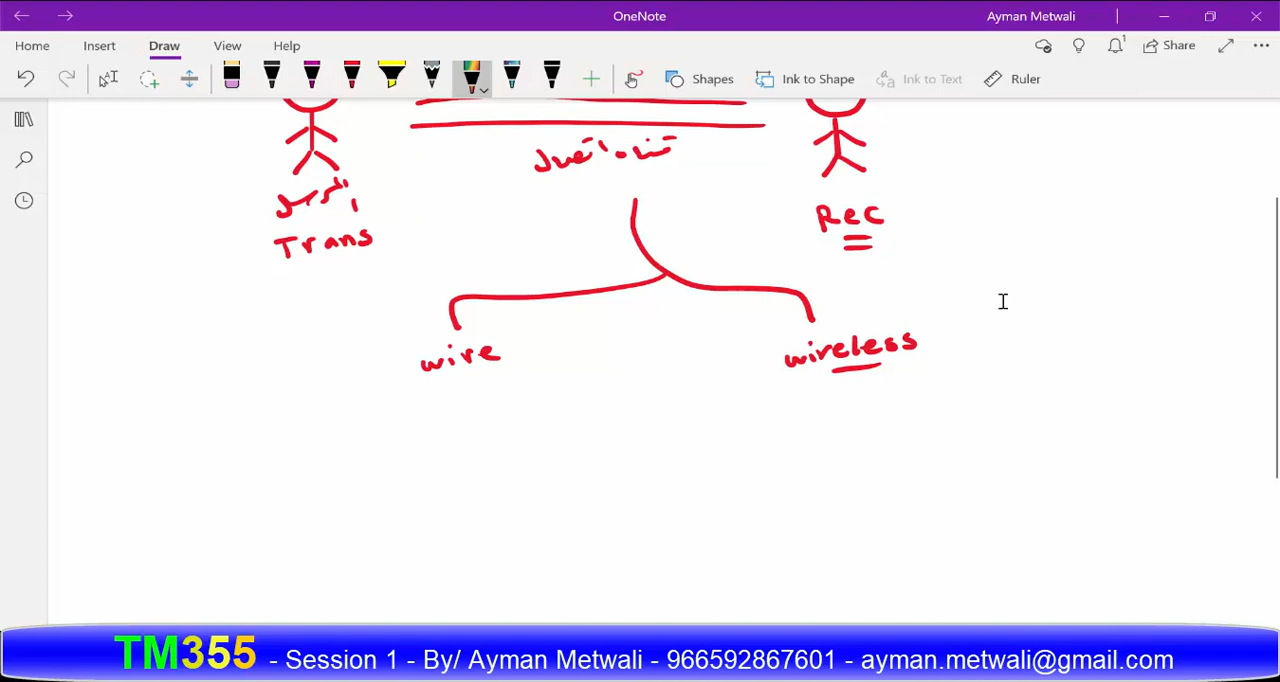 OneNote
Ayman Metwali
Home Insert Draw View Help
Share
Shapes Ink to Shape Ink to Text Ruler
Rec
Trans
wire
wireless
TM355 - Session 1 - By/ Ayman Metwali - 966592867601 - ayman.metwali@gmail.com